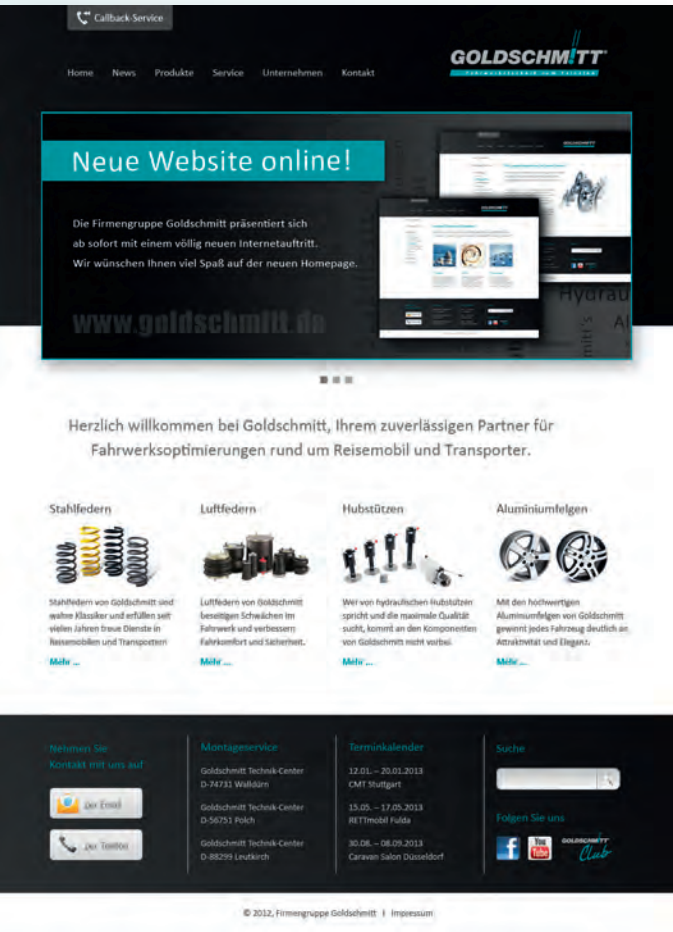 Callback-Service
Home News Produkte Service Unternehmen Kontakt
GOLDSCHMITT
Neue Website online!
Die Firmengruppe Goldschmitt präsentiert sich
ab sofort mit einem völlig neuen Internetauftritt.
Wir wünschen Ihnen viel Spaß auf der neuen Homepage.
www.goldschmitt.de
Herzlich willkommen bei Goldschmitt, Ihrem zuverlässigen Partner für
Fahrwerksoptimierungen rund um Reisemobil und Transporter.
Stahlfedern
Stahlfedern von Goldschmitt sind
wahre Klassiker und erfüllen seit
vielen Jahren treue Dienste in
Reisemobilen und Transportern
Mehr ...
Luftfedern
Luftfedern von Goldschmitt
beseitigen Schwächen im
Fahrwerk und verbessern
Fahrkomfort und Sicherheit.
Mehr ...
Hubstützen
Wer von hydraulischen Hubstützen
spricht und die maximale Qualität
sucht, kommt an den Komponenten
von Goldschmitt nicht vorbei.
Mehr ...
Aluminiumfelgen
Mit den hochwertigen
Aluminiumfelgen von Goldschmitt
gewinnt jedes Fahrzeug deutlich an
Attraktivität und Eleganz.
Mehr ...
Nehmen Sie
Kontakt mit uns auf
per Email
per Telefon
Montageservice
Goldschmitt Technik-Center
D-74731 Walldürn
Goldschmitt Technik-Center
D-56751 Polch
Goldschmitt Technik-Center
D-88299 Leutkirch
Terminkalender
12.01. – 20.01.2013
CMT Stuttgart
15.05. – 17.05.2013
RETTmobil Fulda
30.08. – 08.09.2013
Caravan Salon Düsseldorf
Suche
Folgen Sie uns
f
You
Tube
GOLDSCHMITT
Club
© 2012, Firmengruppe Goldschmitt | Impressum